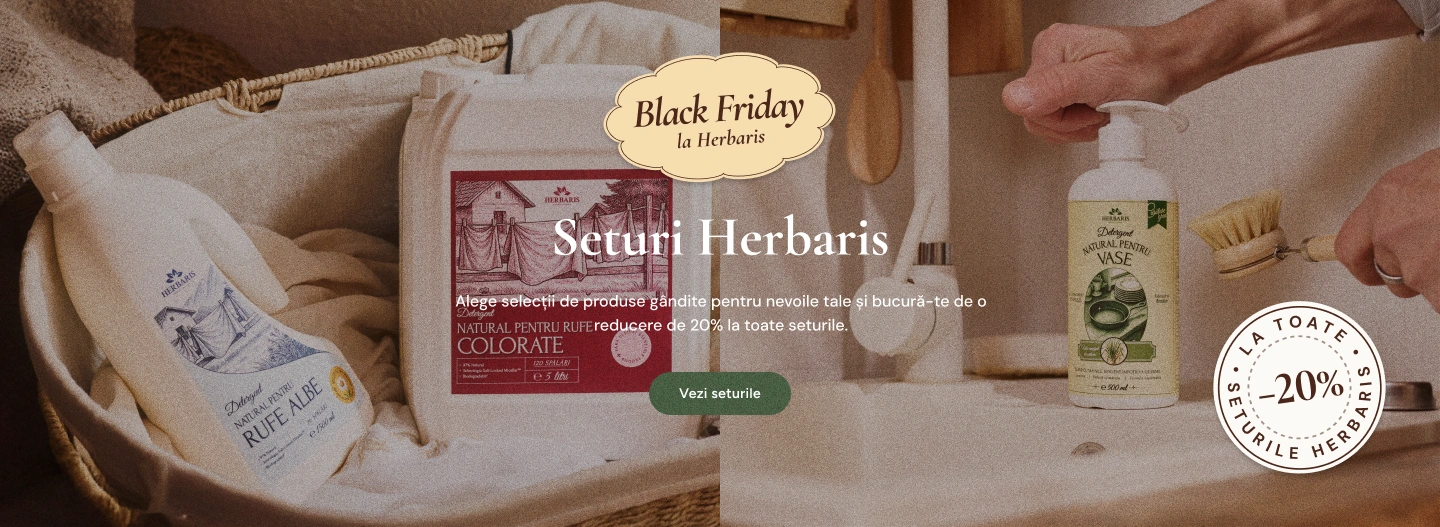 Black Friday
la Herbaris
Seturi Herbaris
Alege selecții de produse gândite pentru nevoile tale și bucură-te de o
reducere de 20% la toate seturile.
Vezi seturile
HERBARIS
Detergent
NATURAL PENTRU
RUFE ALBE
℮ 1500 ml
HERBARIS
Detergent
NATURAL PENTRU RUFE
COLORATE
120 SPĂLĂRI
℮ 5 litri
HERBARIS
Detergent
NATURAL PENTRU
VASE
℮ 500 ml
LA TOATE
–20%
SETURILE HERBARIS